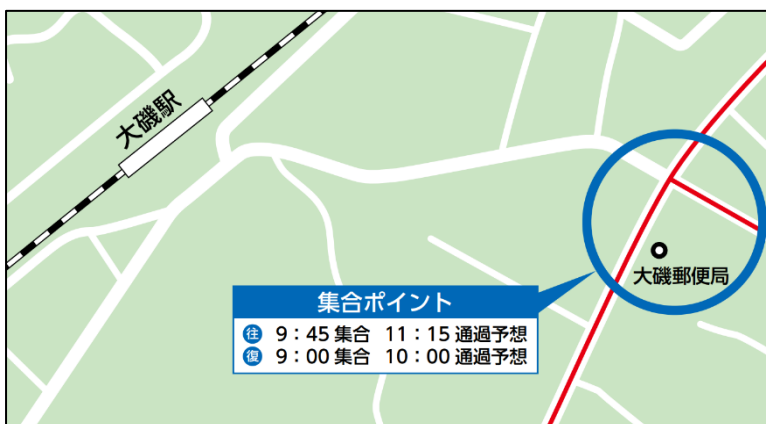 大磯駅
大磯郵便局
集合ポイント
往 9：45 集合 11：15 通過予想
復 9：00 集合 10：00 通過予想